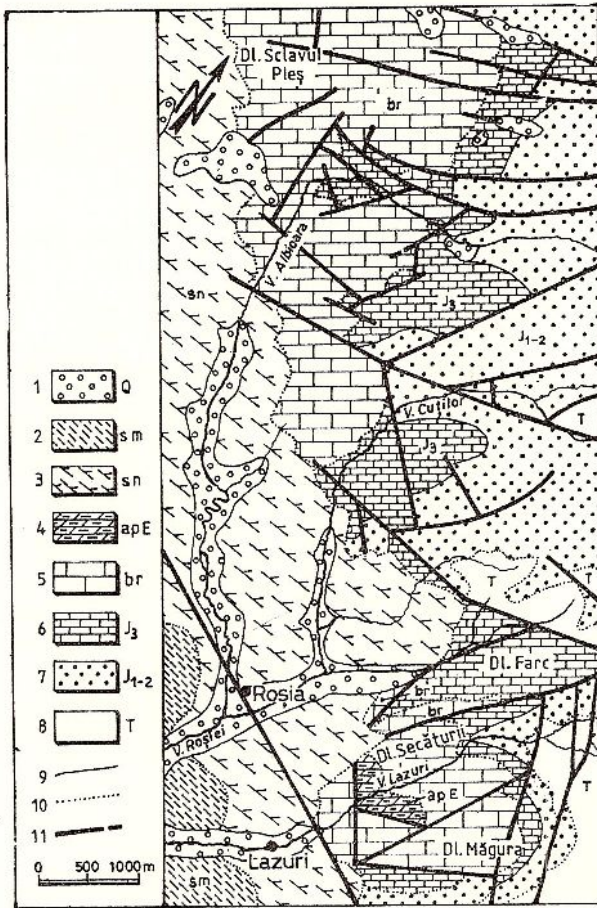 Dl. Sclavul
Pleș
br
V. Albioara
sn
J3
J1-2
V. Cuților
T
J3
T
T
Dl. Farc
Roșia
br
br
V. Roșiei
Dl. Secăturii
V. Lazuri
T
apE
Dl. Măgura
Lazuri
sm
1 Q
2 sm
3 sn
4 apE
5 br
6 J3
7 J1-2
8 T
9
10
11
0 500 1000m